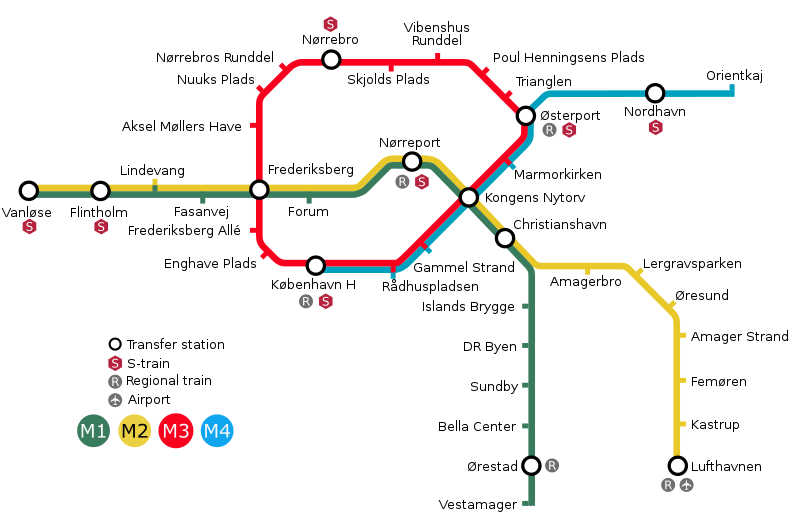 S
Nørrebro
Vibenshus
Runddel
Nørrebros Runddel
Poul Henningsens Plads
Nuuks Plads
Skjolds Plads
Trianglen
Orientkaj
Aksel Møllers Have
Østerport
R S
Nordhavn
S
Nørreport
R S
Lindevang
Frederiksberg
Marmorkirken
Vanløse
S
Flintholm
S
Fasanvej
Forum
Kongens Nytorv
Frederiksberg Allé
Christianshavn
Enghave Plads
Gammel Strand
Lergravsparken
København H
R S
Rådhuspladsen
Amagerbro
Øresund
Islands Brygge
Amager Strand
DR Byen
Femøren
Sundby
Kastrup
Bella Center
Ørestad
R
Lufthavnen
R
Vestamager
Transfer station
S S-train
R Regional train
Airport
M1 M2 M3 M4